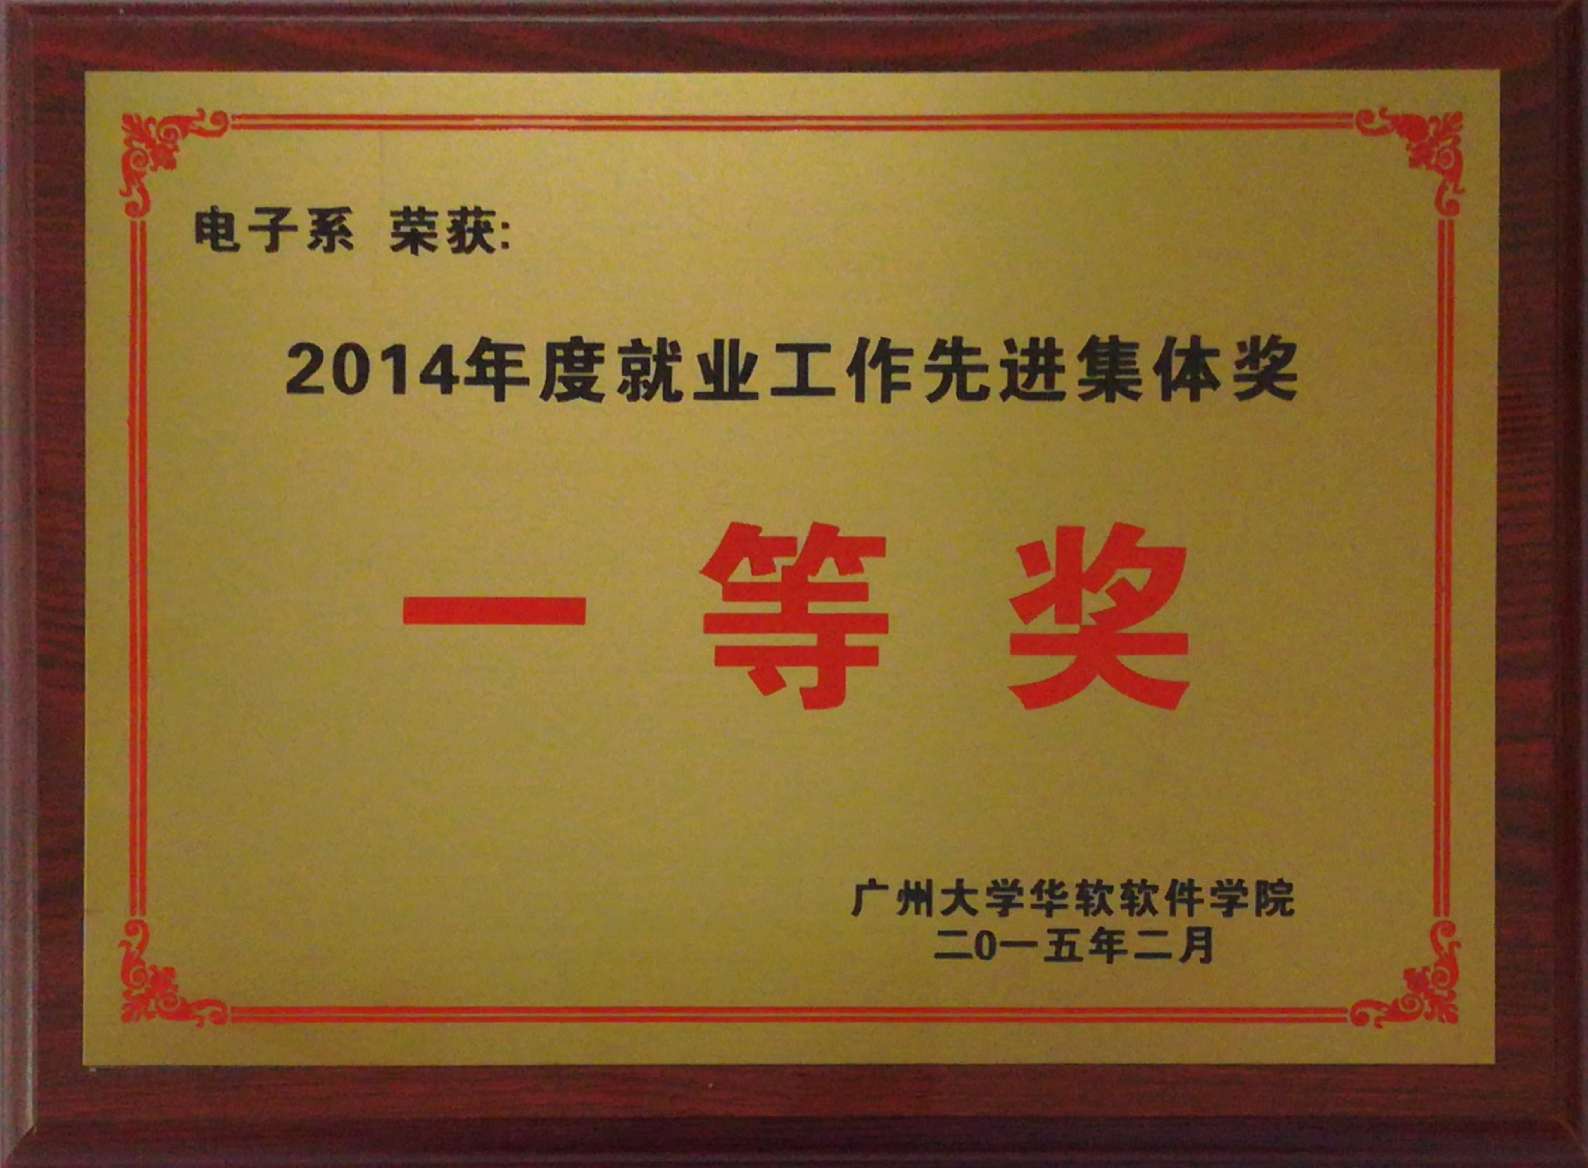 电子系 荣获:
2014年度就业工作先进集体奖
一等奖
广州大学华软软件学院
二0一五年二月